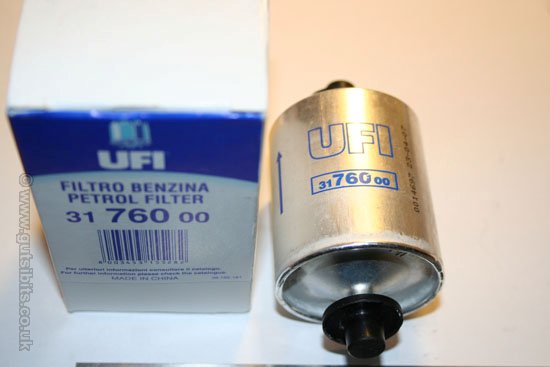 UFI
FILTRO BENZINA
PETROL FILTER
31 760 00
Per ulteriori informazioni consultare il catalogo.
For further information please check the catalogue.
MADE IN CHINA
UFI
31 760 00
© www.gutsibits.co.uk